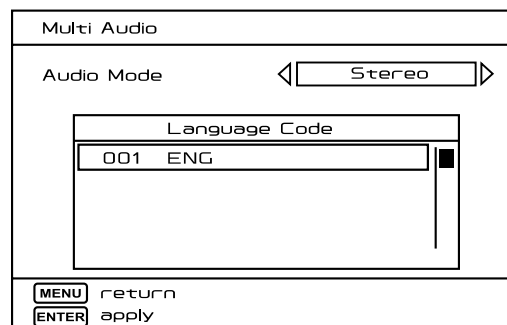 Multi Audio
Audio Mode Stereo
Language Code
001 ENG
MENU return
ENTER apply